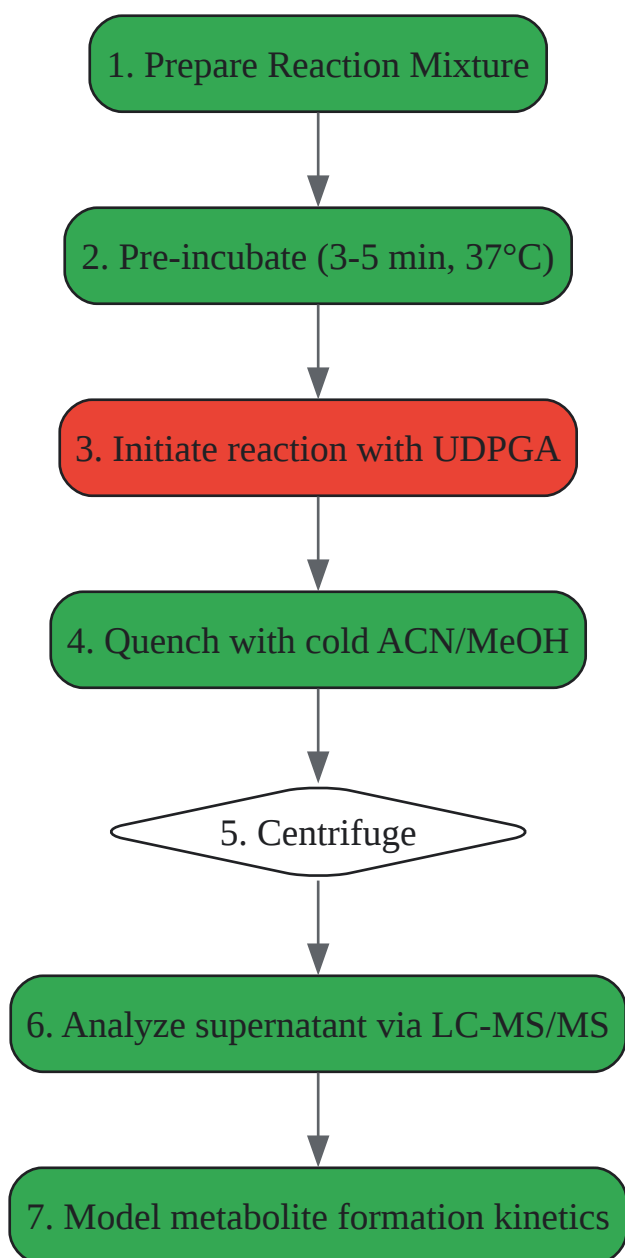 1. Prepare Reaction Mixture
2. Pre-incubate (3-5 min, 37°C)
3. Initiate reaction with UDPGA
4. Quench with cold ACN/MeOH
5. Centrifuge
6. Analyze supernatant via LC-MS/MS
7. Model metabolite formation kinetics